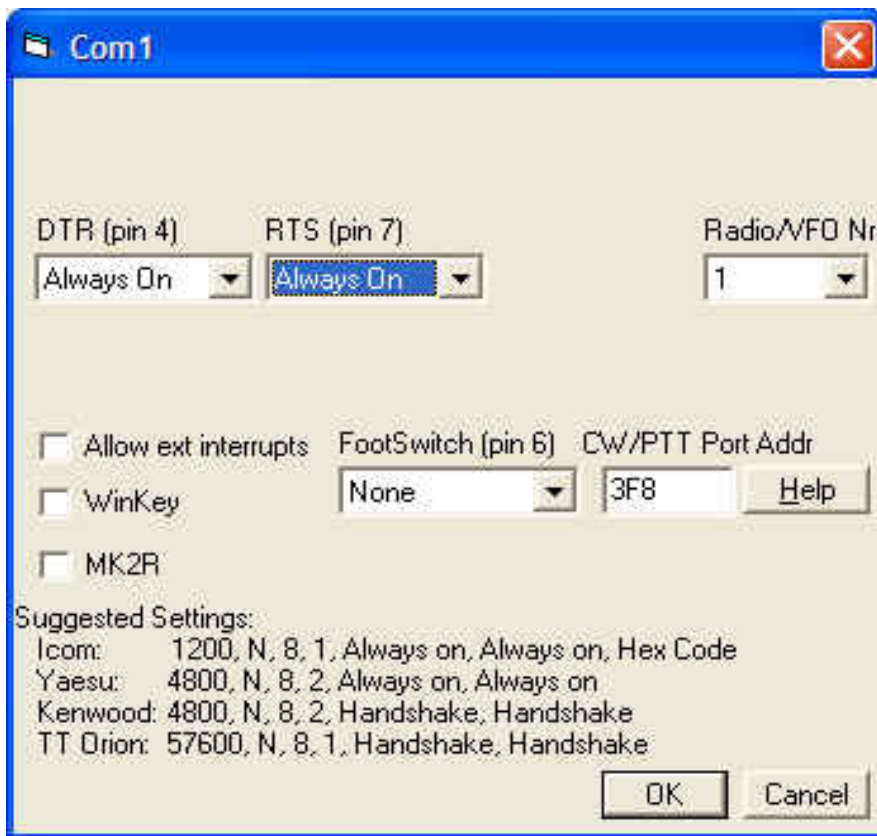 Com1
DTR (pin 4) RTS (pin 7) Radio/VFO Nr
Always On Always On 1
Allow ext interrupts FootSwitch (pin 6) CW/PTT Port Addr
None 3F8 Help
WinKey
MK2R
Suggested Settings:
Icom: 1200, N, 8, 1, Always on, Always on, Hex Code
Yaesu: 4800, N, 8, 2, Always on, Always on
Kenwood: 4800, N, 8, 2, Handshake, Handshake
TT Orion: 57600, N, 8, 1, Handshake, Handshake
OK Cancel